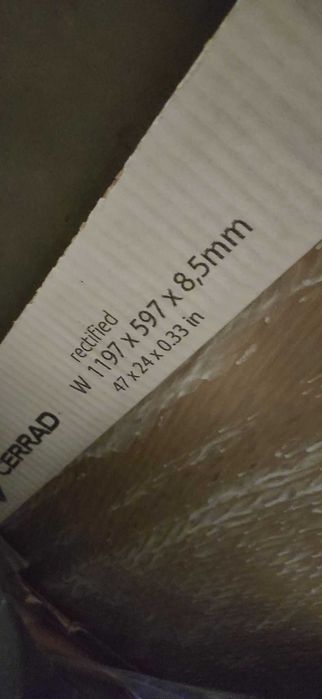 rectified
W 1197 x 597 x 8,5mm
47 x 24 x 0.33 in
CERRAD